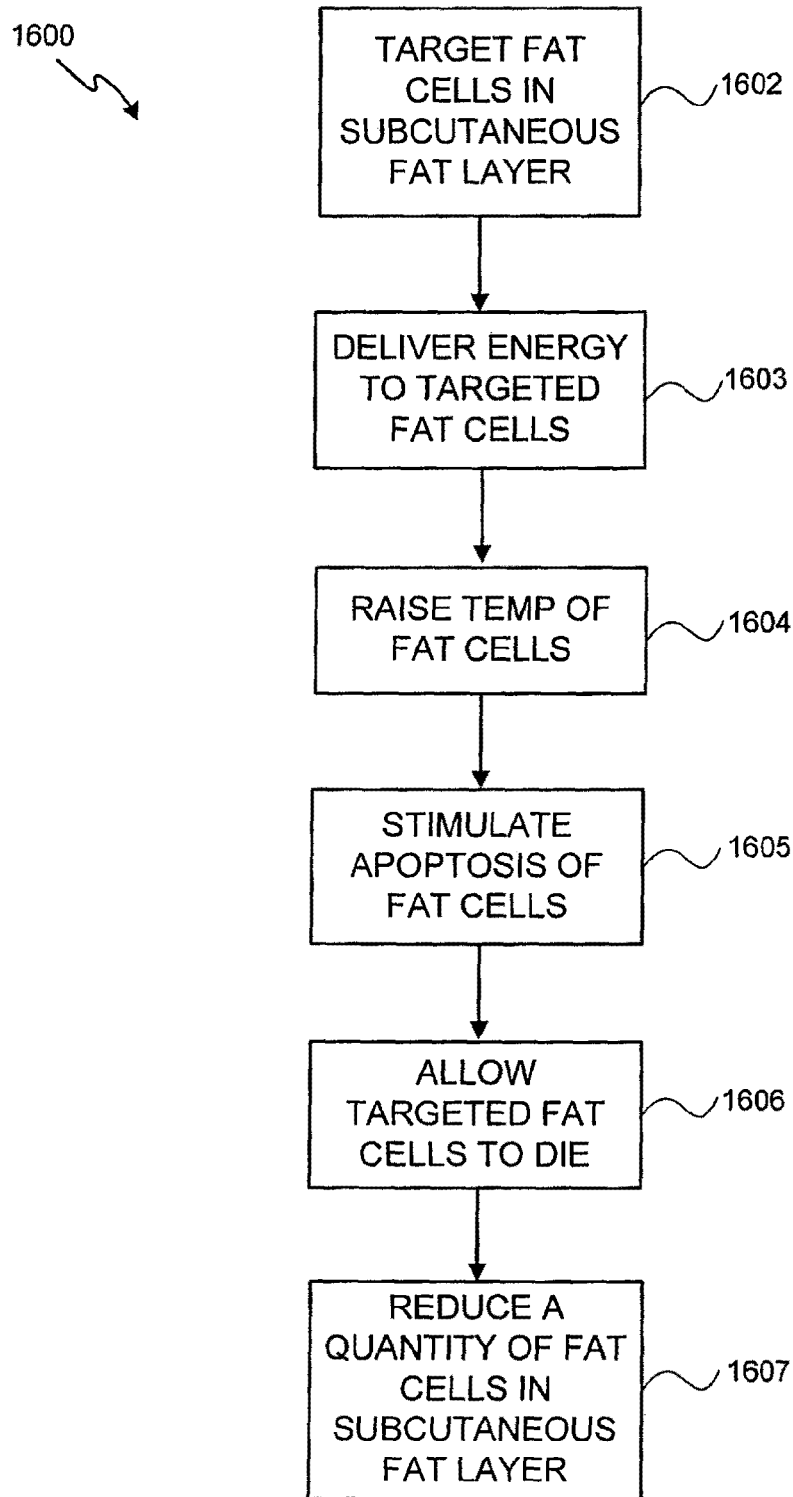 1600
TARGET FAT
CELLS IN
SUBCUTANEOUS
FAT LAYER
1602
DELIVER ENERGY
TO TARGETED
FAT CELLS
1603
RAISE TEMP OF
FAT CELLS
1604
STIMULATE
APOPTOSIS OF
FAT CELLS
1605
ALLOW
TARGETED FAT
CELLS TO DIE
1606
REDUCE A
QUANTITY OF FAT
CELLS IN
SUBCUTANEOUS
FAT LAYER
1607